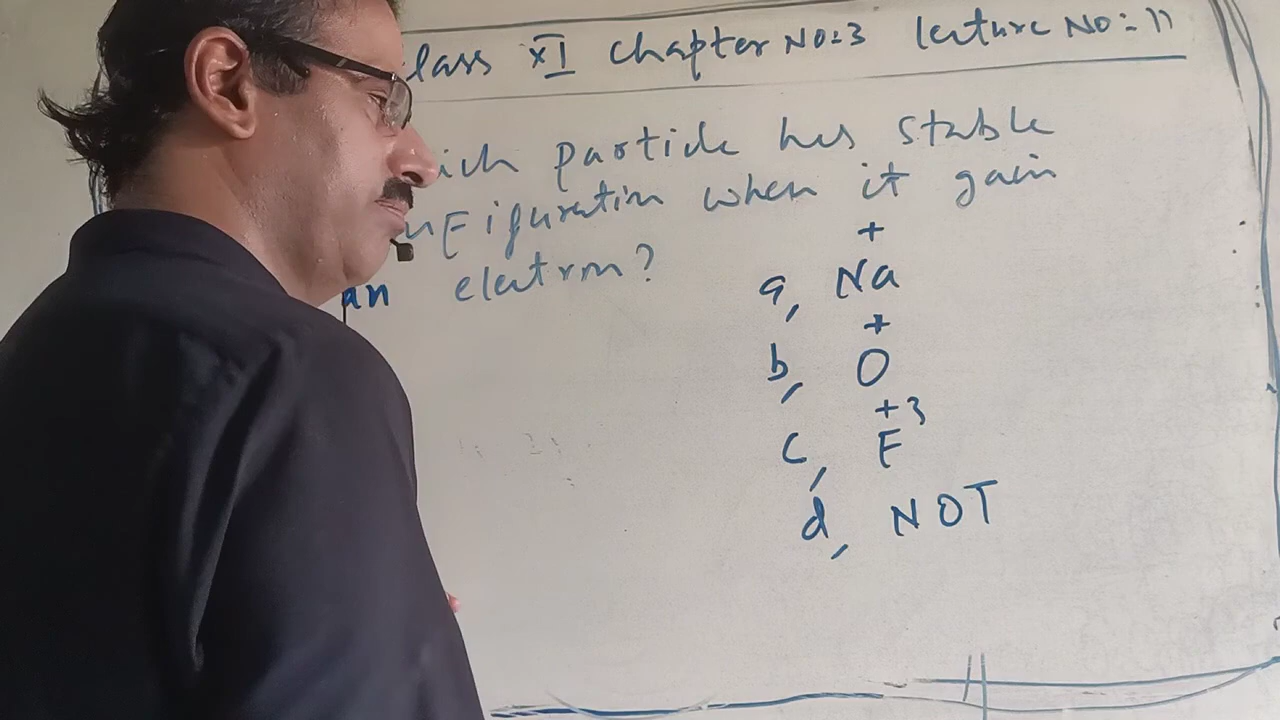 lass XI Chapter NO:3 lecture NO:- 11
ich particle has stable
nfiguration when it gain
an electron?
a, Na+
b, O+
c, F+3
d, NOT